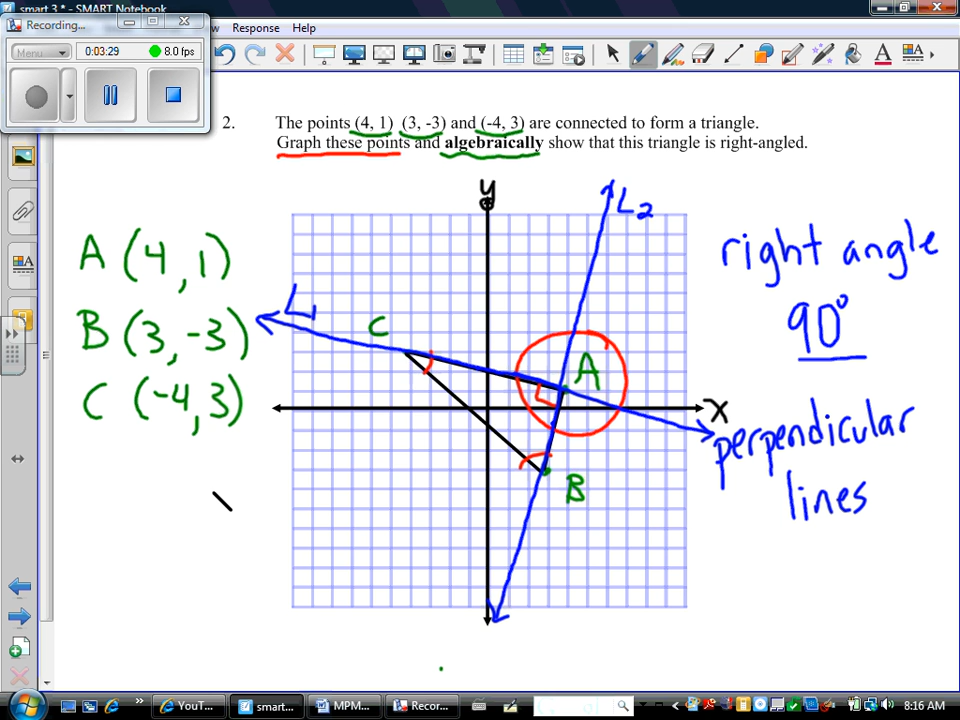 smart 3 * - SMART Notebook
Recording...
Menu
0:03:29
8.0 fps
Response Help
2. The points (4, 1) (3, -3) and (-4, 3) are connected to form a triangle.
Graph these points and algebraically show that this triangle is right-angled.
y
L2
A (4, 1)
right angle
L1
C
B (3, -3)
90°
A
C (-4, 3)
x
perpendicular
B
lines
YouT...
smart...
MPM...
Recor...
8:16 AM